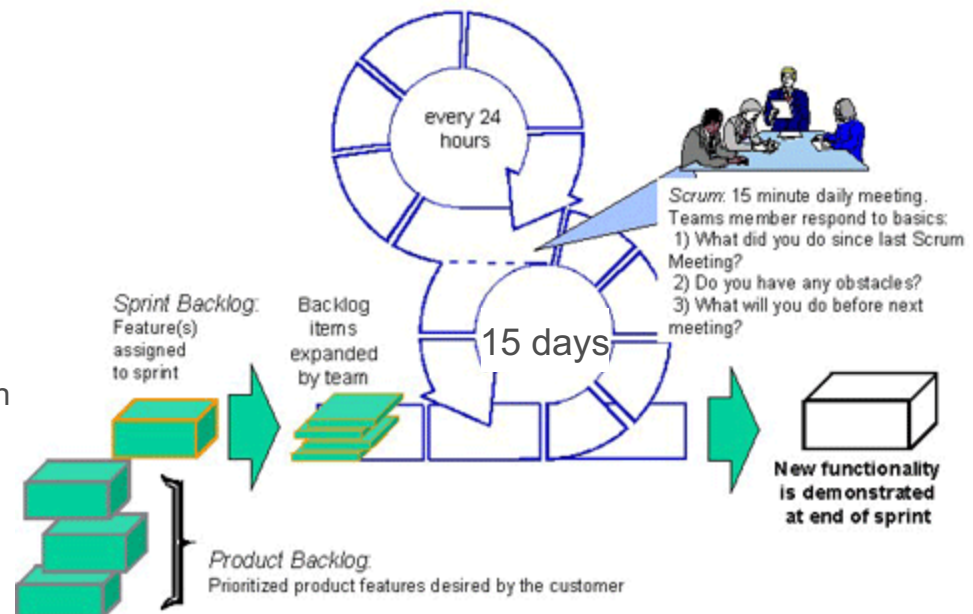 every 24
hours
Scrum: 15 minute daily meeting.
Teams member respond to basics:
1) What did you do since last Scrum
Meeting?
2) Do you have any obstacles?
3) What will you do before next
meeting?
Sprint Backlog:
Feature(s)
assigned
to sprint
Backlog
items
expanded
by team
15 days
n
New functionality
is demonstrated
at end of sprint
Product Backlog:
Prioritized product features desired by the customer